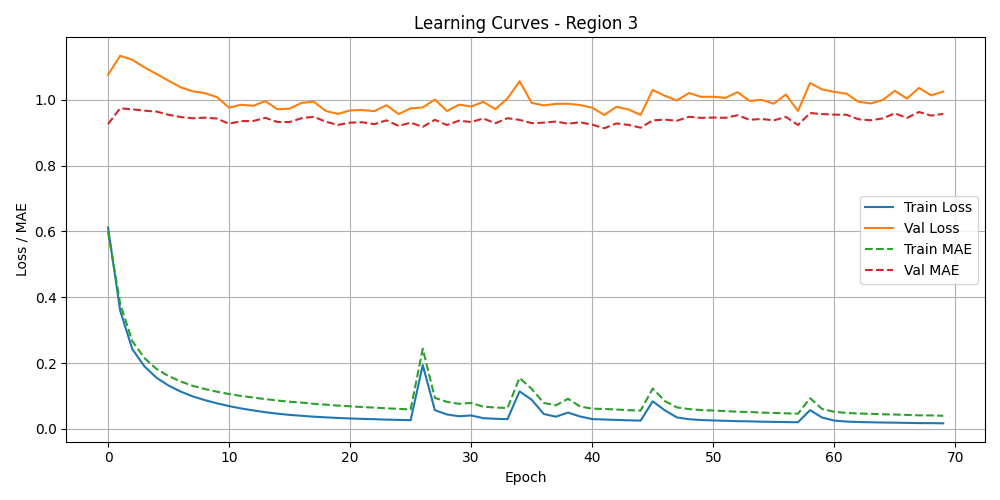 Learning Curves - Region 3
Loss / MAE
1.0
0.8
0.6
0.4
0.2
0.0
Train Loss
Val Loss
Train MAE
Val MAE
0 10 20 30 40 50 60 70
Epoch